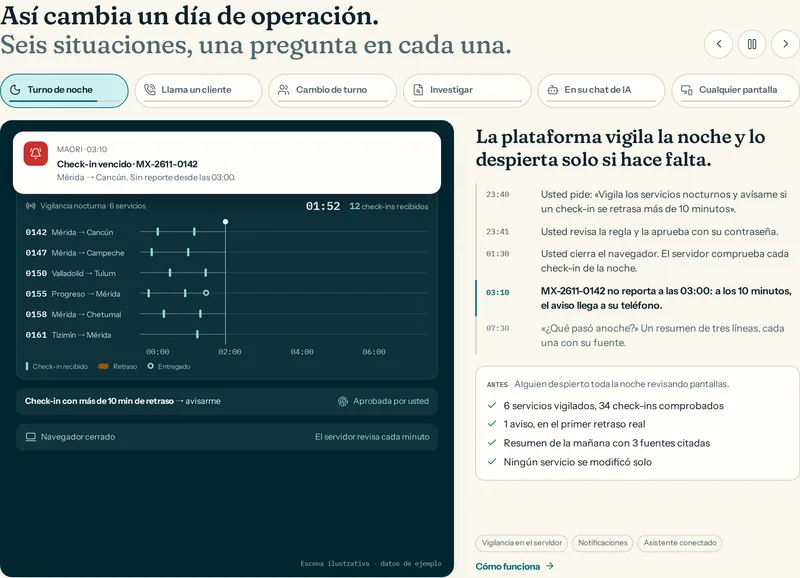 Así cambia un día de operación.
Seis situaciones, una pregunta en cada una.
Turno de noche
Llama un cliente
Cambio de turno
Investigar
En su chat de IA
Cualquier pantalla
MAORI · 03:10
Check-in vencido · MX-2611-0142
Mérida → Cancún. Sin reporte desde las 03:00.
Vigilancia nocturna · 6 servicios
01:52
12 check-ins recibidos
0142 Mérida → Cancún
0147 Mérida → Campeche
0150 Valladolid → Tulum
0155 Progreso → Mérida
0158 Mérida → Chetumal
0161 Tizimín → Mérida
00:00 02:00 04:00 06:00
Check-in recibido
Retraso
Entregado
Check-in con más de 10 min de retraso → avisarme
Aprobada por usted
Navegador cerrado
El servidor revisa cada minuto
Escena ilustrativa · datos de ejemplo
La plataforma vigila la noche y lo
despierta solo si hace falta.
23:40 Usted pide: «Vigila los servicios nocturnos y avísame si
un check-in se retrasa más de 10 minutos».
23:41 Usted revisa la regla y la aprueba con su contraseña.
01:30 Usted cierra el navegador. El servidor comprueba cada
check-in de la noche.
03:10 MX-2611-0142 no reporta a las 03:00: a los 10 minutos,
el aviso llega a su teléfono.
07:30 «¿Qué pasó anoche?» Un resumen de tres líneas, cada
una con su fuente.
ANTES Alguien despierto toda la noche revisando pantallas.
6 servicios vigilados, 34 check-ins comprobados
1 aviso, en el primer retraso real
Resumen de la mañana con 3 fuentes citadas
Ningún servicio se modificó solo
Vigilancia en el servidor
Notificaciones
Asistente conectado
Cómo funciona →